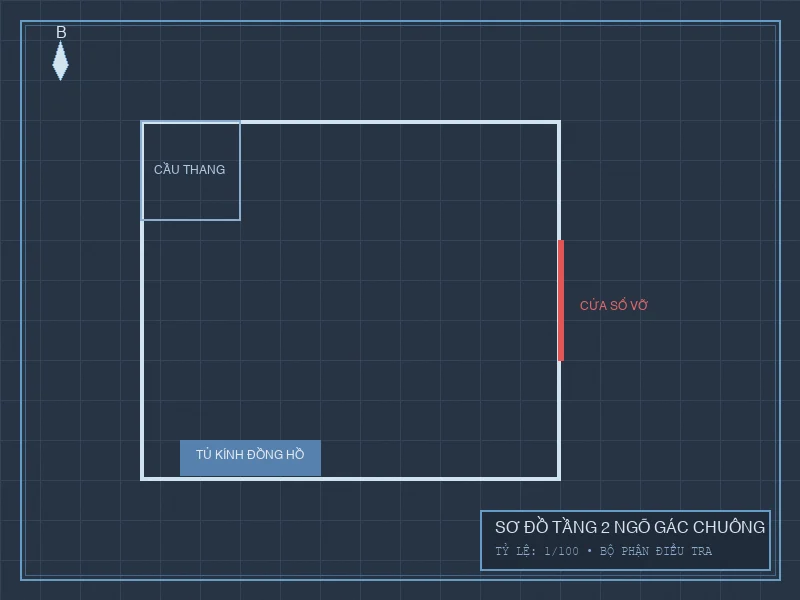 B
CẦU THANG
CỬA SỔ VỠ
TỦ KÍNH ĐỒNG HỒ
SƠ ĐỒ TẦNG 2 NGÕ GÁC CHUÔNG
TỶ LỆ: 1/100 • BỘ PHẬN ĐIỀU TRA